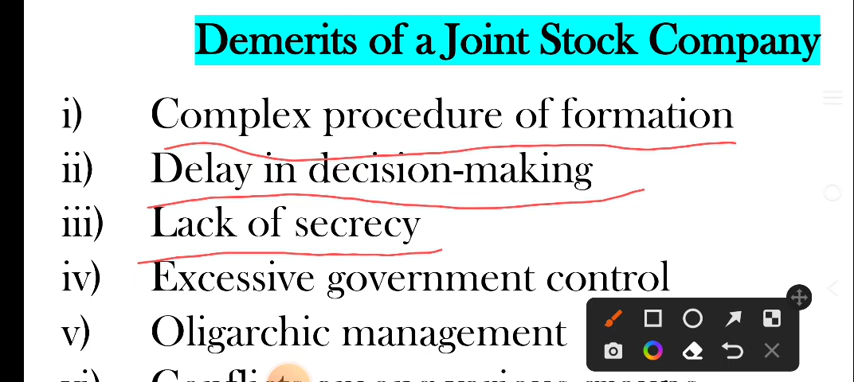 Demerits of a Joint Stock Company
i) Complex procedure of formation
ii) Delay in decision-making
iii) Lack of secrecy
iv) Excessive government control
v) Oligarchic management